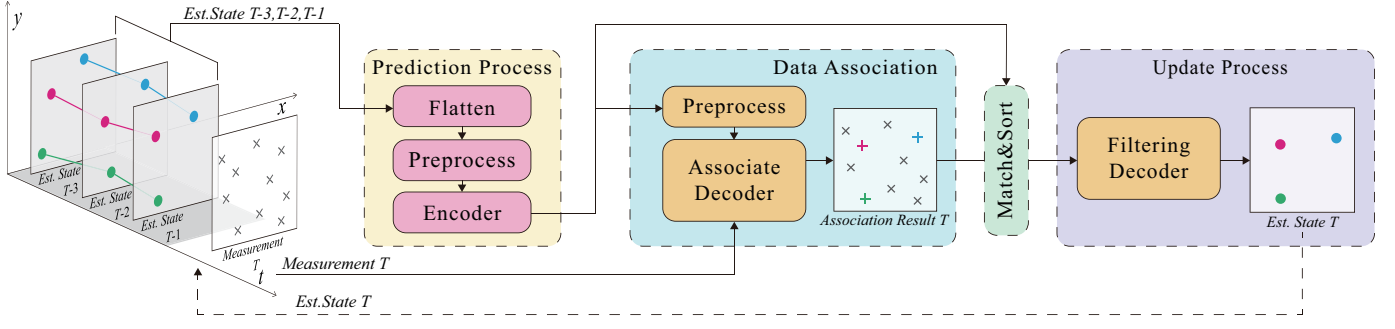 y
Est.State T-3,T-2,T-1
x
Est. State
T-3
Est. State
T-2
Est. State
T-1
Measurement
T
t
Measurement T
Est.State T
Prediction Process
Flatten
Preprocess
Encoder
Data Association
Preprocess
Associate
Decoder
Association Result T
Match&Sort
Update Process
Filtering
Decoder
Est. State T